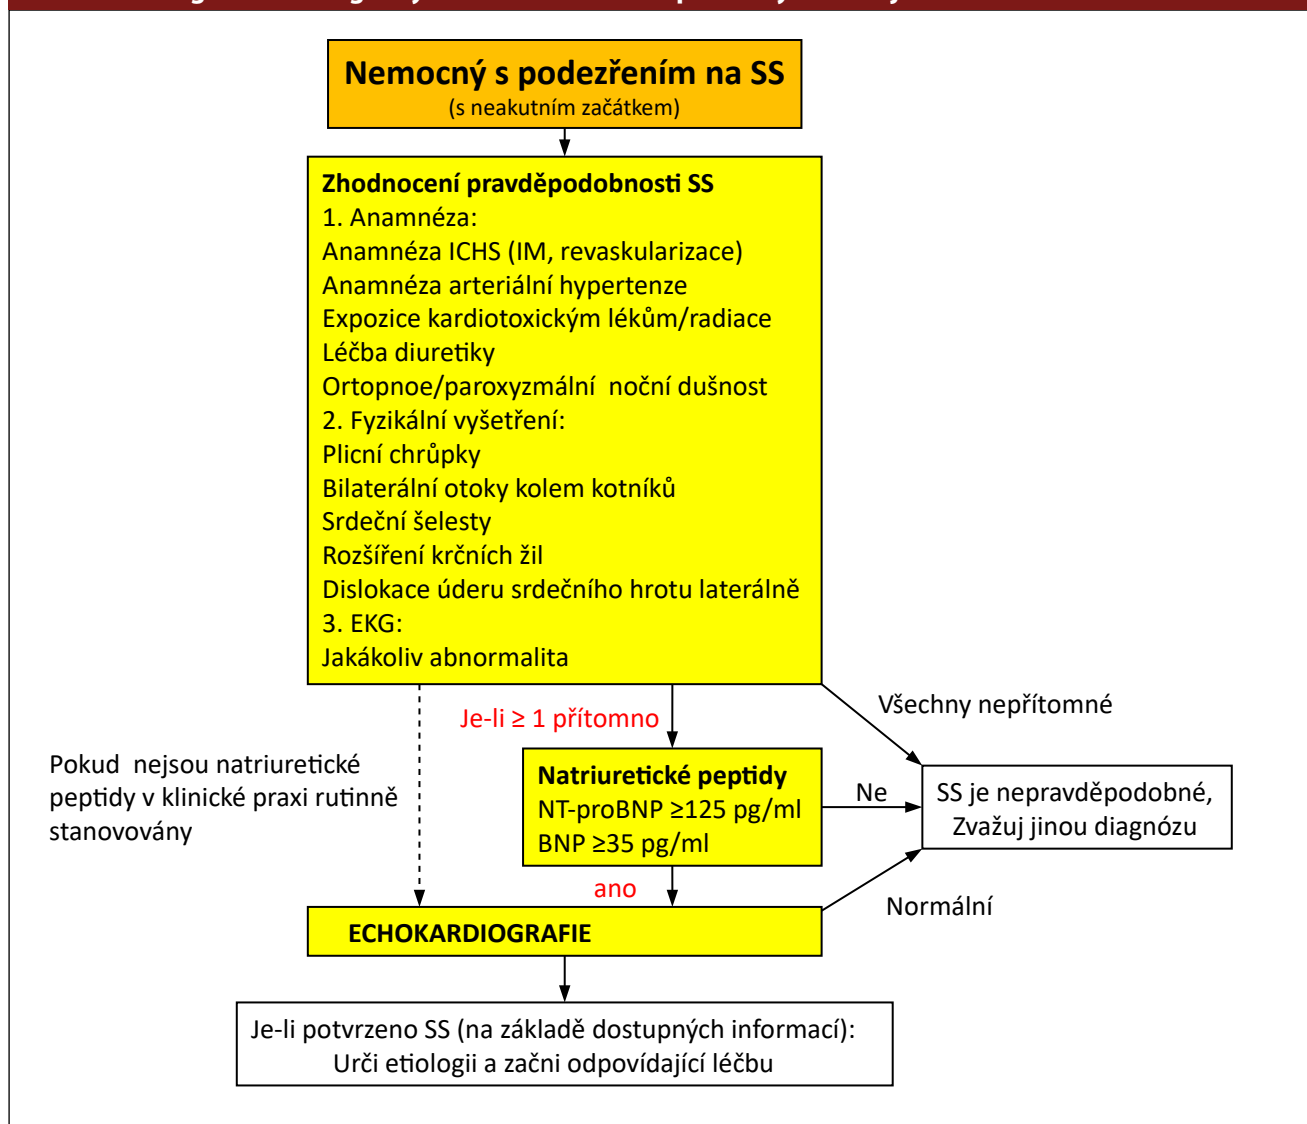 Nemocný s podezřením na SS
(s neakutním začátkem)
Zhodnocení pravděpodobnosti SS
1. Anamnéza:
Anamnéza ICHS (IM, revaskularizace)
Anamnéza arteriální hypertenze
Expozice kardiotoxickým lékům/radiace
Léčba diuretiky
Ortopnoe/paroxyzmální  noční dušnost
2. Fyzikální vyšetření:
Plicní chrůpky
Bilaterální otoky kolem kotníků
Srdeční šelesty
Rozšíření krčních žil
Dislokace úderu srdečního hrotu laterálně
3. EKG:
Jakákoliv abnormalita
Všechny nepřítomné
Je-li ≥ 1 přítomno
Pokud  nejsou natriuretické
peptidy v klinické praxi rutinně
stanovovány
Natriuretické peptidy
NT-proBNP ≥125 pg/ml
BNP ≥35 pg/ml
Ne
SS je nepravděpodobné,
Zvažuj jinou diagnózu
ano
Normální
ECHOKARDIOGRAFIE
Je-li potvrzeno SS (na základě dostupných informací):
Urči etiologii a začni odpovídající léčbu